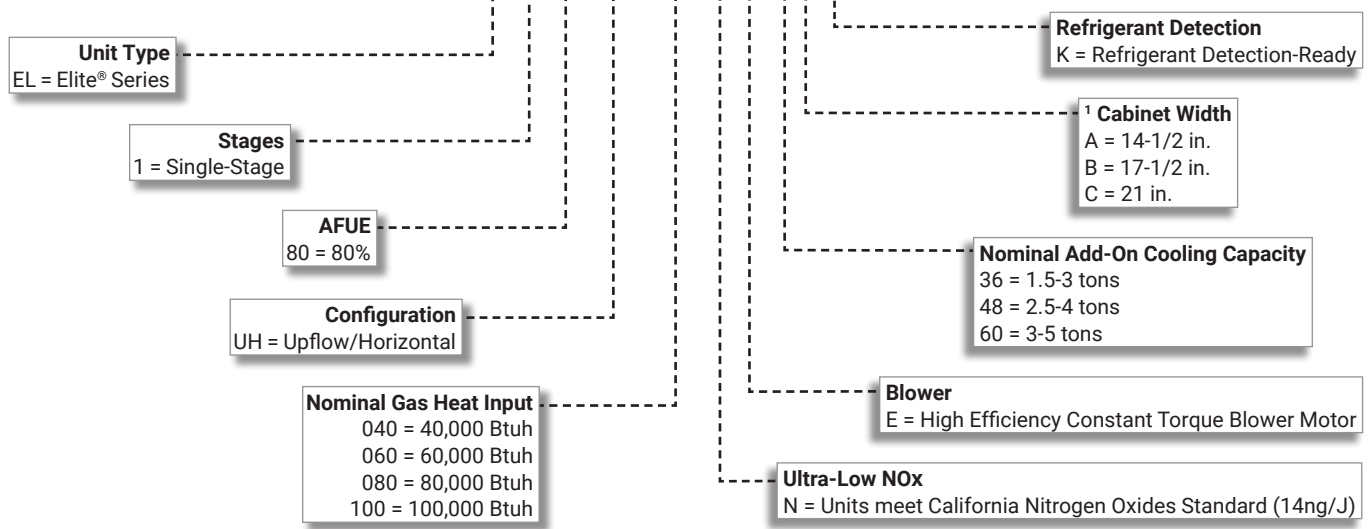 Unit Type
EL = Elite® Series
Stages
1 = Single-Stage
AFUE
80 = 80%
Configuration
UH = Upflow/Horizontal
Nominal Gas Heat Input
040 = 40,000 Btuh
060 = 60,000 Btuh
080 = 80,000 Btuh
100 = 100,000 Btuh
Refrigerant Detection
K = Refrigerant Detection-Ready
¹ Cabinet Width
A = 14-1/2 in.
B = 17-1/2 in.
C = 21 in.
Nominal Add-On Cooling Capacity
36 = 1.5-3 tons
48 = 2.5-4 tons
60 = 3-5 tons
Blower
E = High Efficiency Constant Torque Blower Motor
Ultra-Low NOx
N = Units meet California Nitrogen Oxides Standard (14ng/J)